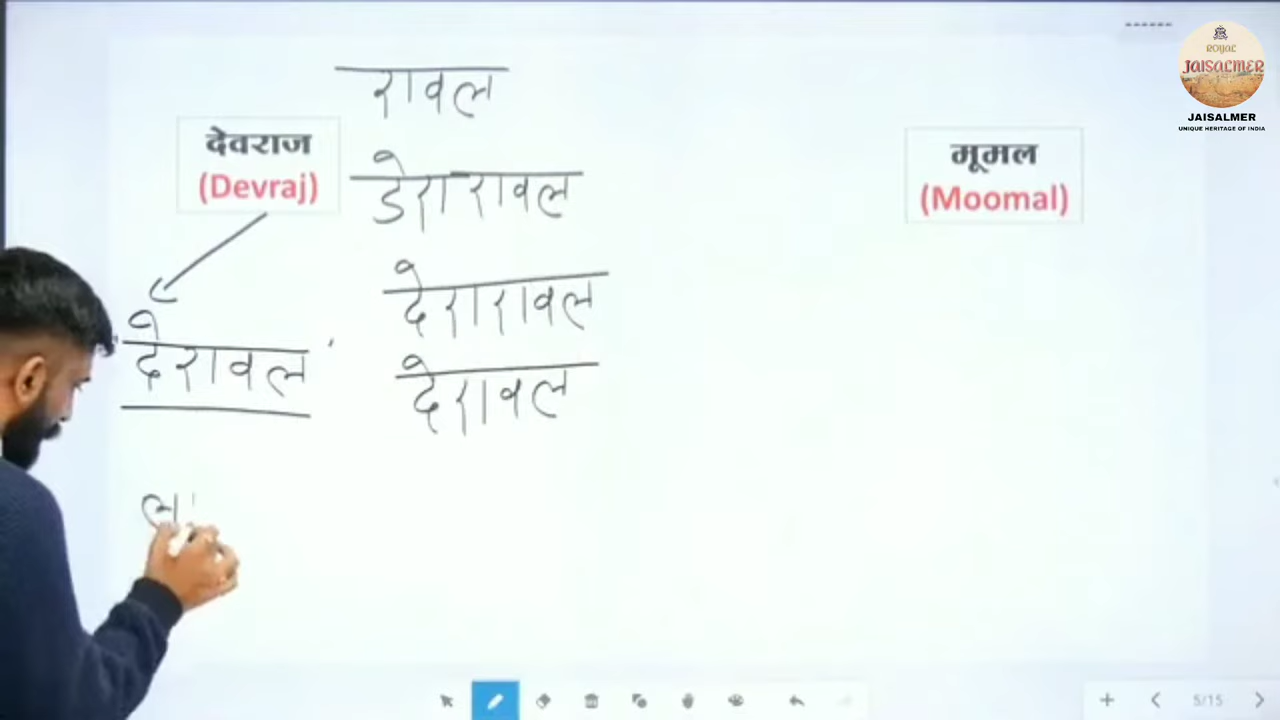 ROYAL
JAISALMER
JAISALMER
UNIQUE HERITAGE OF INDIA
रावल
देवराज
(Devraj)
डेरा रावल
मूमल
(Moomal)
देरारावल
देरावल
देरावल
5/15